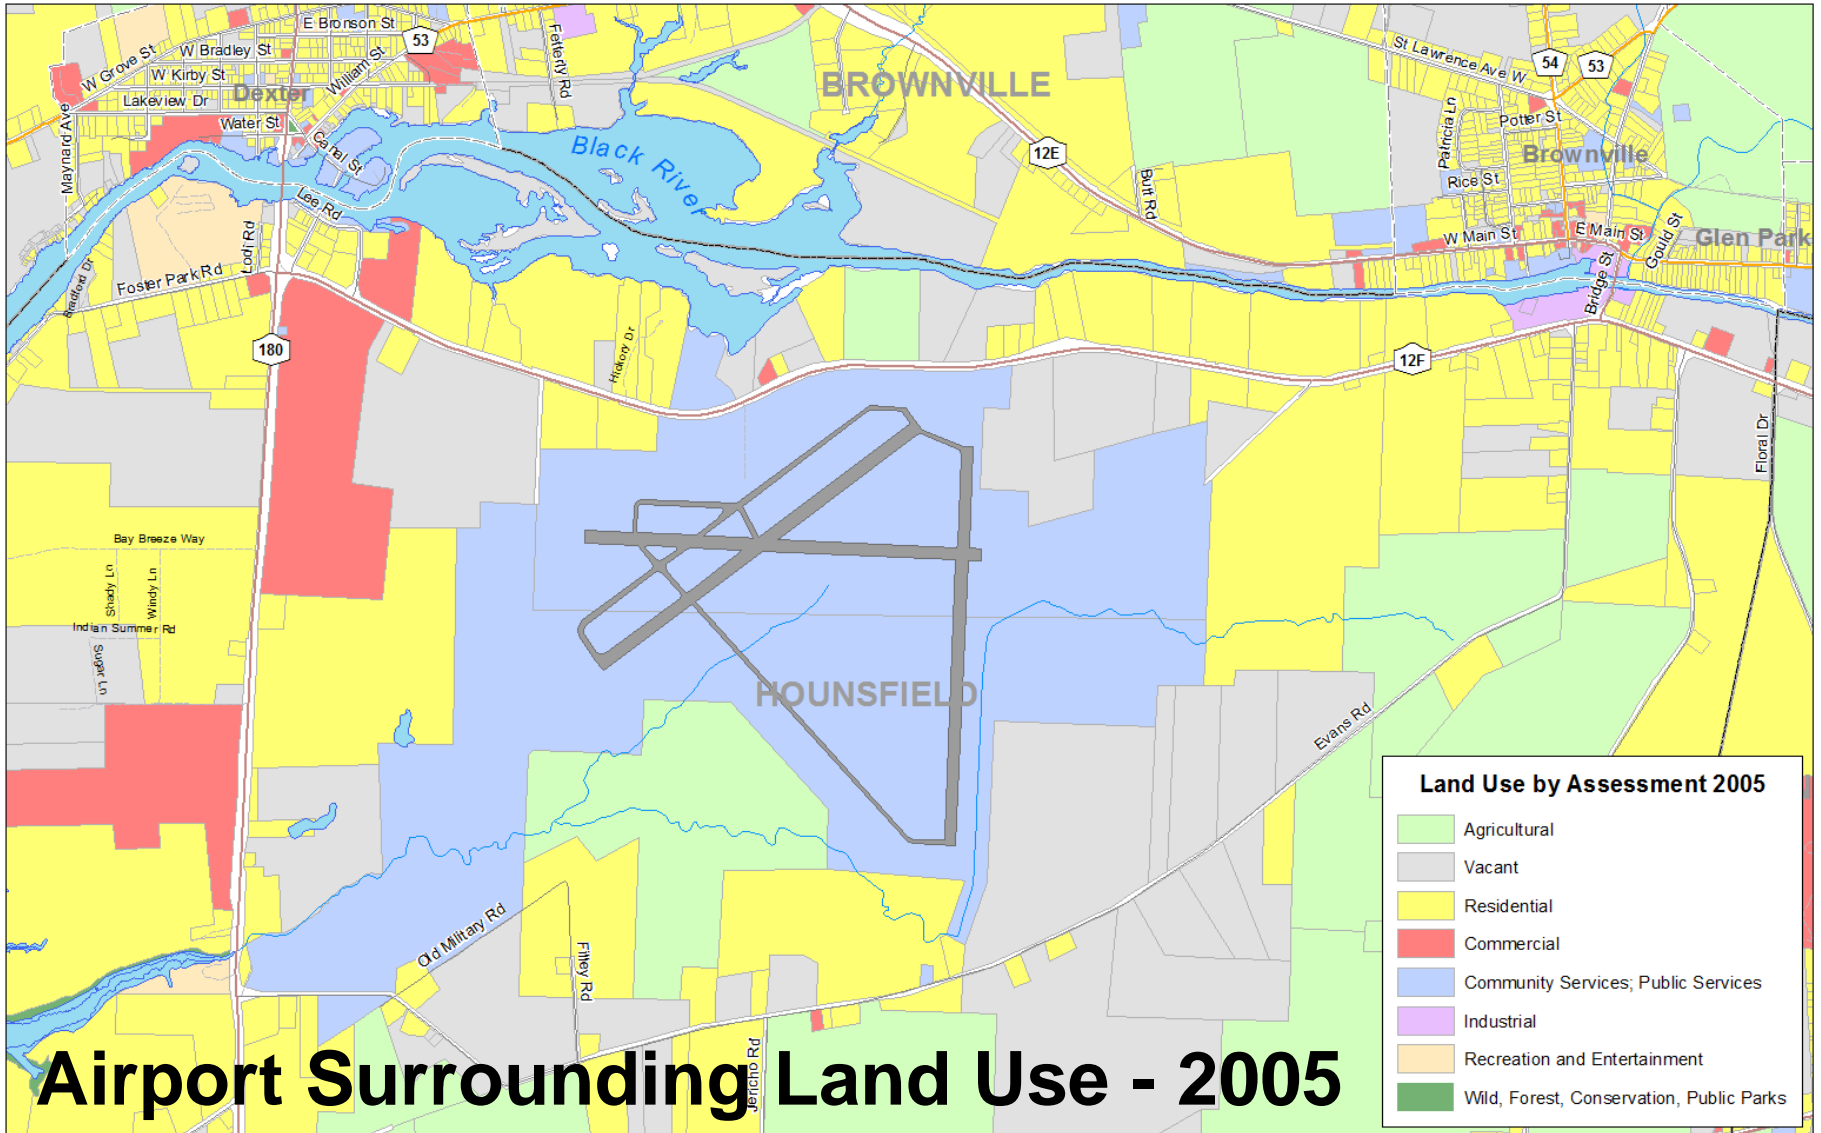 E Bronson St
53
W Bradley St
W Grove St
W Kirby St
William St
Lakeview Dr
Dexter
Water St
Canal St
Maynard Ave
Fetterly Rd
BROWNVILLE
Black River
12E
Butt Rd
St Lawrence Ave W
54
53
Patricia Ln
Potter St
Brownville
Rice St
W Main St
E Main St
Gould St
Glen Park
Bridge St
Lee Rd
Lodi Rd
Foster Park Rd
Bradford Dr
180
Hickory Dr
12F
Floral Dr
Bay Breeze Way
Shady Ln
Windy Ln
Indian Summer Rd
Sugar Ln
HOUNSFIELD
Evans Rd
Old Military Rd
Filley Rd
Jericho Rd
Land Use by Assessment 2005
Agricultural
Vacant
Residential
Commercial
Community Services; Public Services
Industrial
Recreation and Entertainment
Wild, Forest, Conservation, Public Parks
Airport Surrounding Land Use - 2005